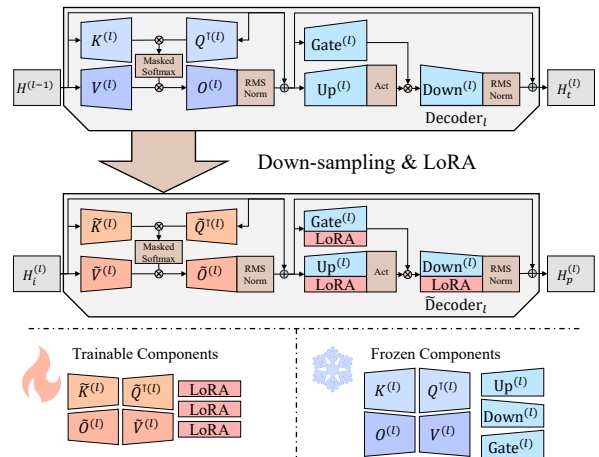 K^(l) Q^⊺(l) Gate^(l)
Masked
Softmax
H^(l−1) V^(l) O^(l) RMS Norm Up^(l) Act Down^(l) RMS Norm H_t^(l)
Decoder_l
Down-sampling & LoRA
K̃^(l) Q̃^⊺(l) Gate^(l)
LoRA
Masked
Softmax
H_i^(l) Ṽ^(l) Õ^(l) RMS Norm Up^(l) Act Down^(l) RMS Norm H_p^(l)
LoRA LoRA
D̃ecoder_l
Trainable Components
K̃^(l) Q̃^⊺(l) LoRA
LoRA
Õ^(l) Ṽ^(l) LoRA
Frozen Components
K^(l) Q^⊺(l) Up^(l)
Down^(l)
O^(l) V^(l) Gate^(l)